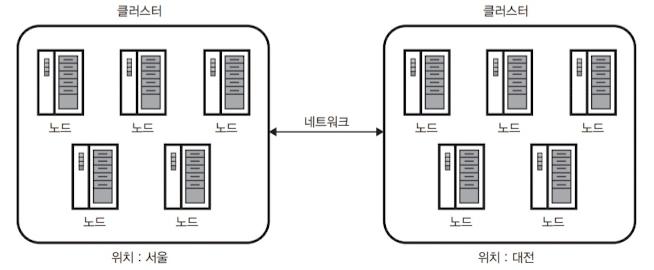 클러스터 클러스터
노드 노드 노드 노드 노드 노드
네트워크
노드 노드 노드 노드
위치 : 서울 위치 : 대전